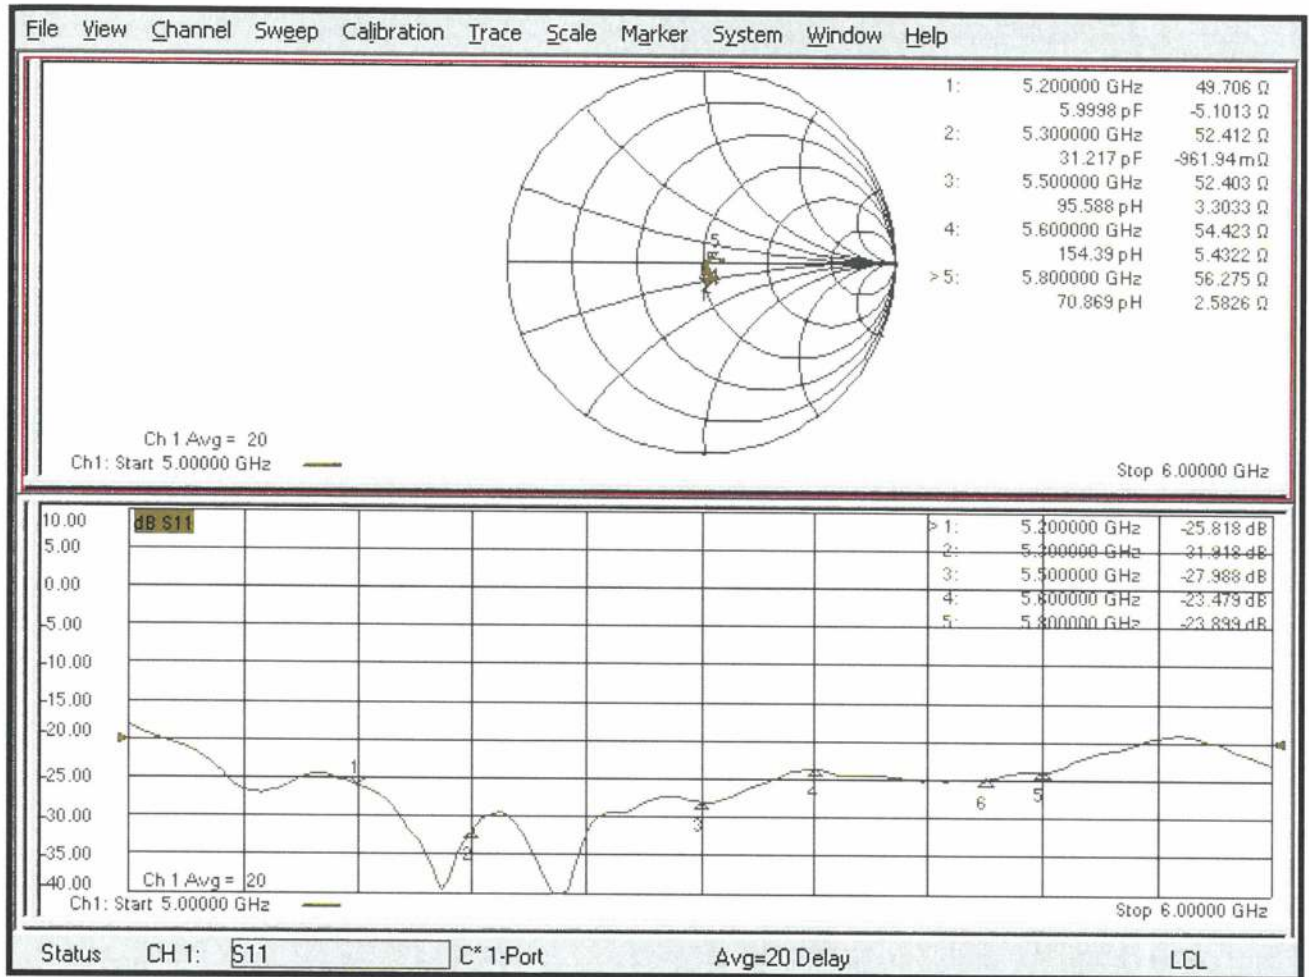 File View Channel Sweep Calibration Trace Scale Marker System Window Help
1: 5.200000 GHz 49.706 Ω
5.9998 pF -5.1013 Ω
2: 5.300000 GHz 52.412 Ω
31.217 pF -961.94 mΩ
3: 5.500000 GHz 52.403 Ω
95.588 pH 3.3033 Ω
4: 5.600000 GHz 54.423 Ω
154.39 pH 5.4322 Ω
> 5: 5.800000 GHz 56.275 Ω
70.869 pH 2.5826 Ω
5
Ch 1 Avg = 20
Ch1: Start 5.00000 GHz
Stop 6.00000 GHz
10.00
5.00
0.00
-5.00
-10.00
-15.00
-20.00
-25.00
-30.00
-35.00
-40.00
dB S11
> 1: 5.200000 GHz -25.818 dB
2: 5.300000 GHz -31.918 dB
3: 5.500000 GHz -27.988 dB
4: 5.600000 GHz -23.479 dB
5: 5.800000 GHz -23.899 dB
1
2
3
4
6
5
Ch 1 Avg = 20
Ch1: Start 5.00000 GHz
Stop 6.00000 GHz
Status CH 1: S11 C* 1-Port Avg=20 Delay LCL